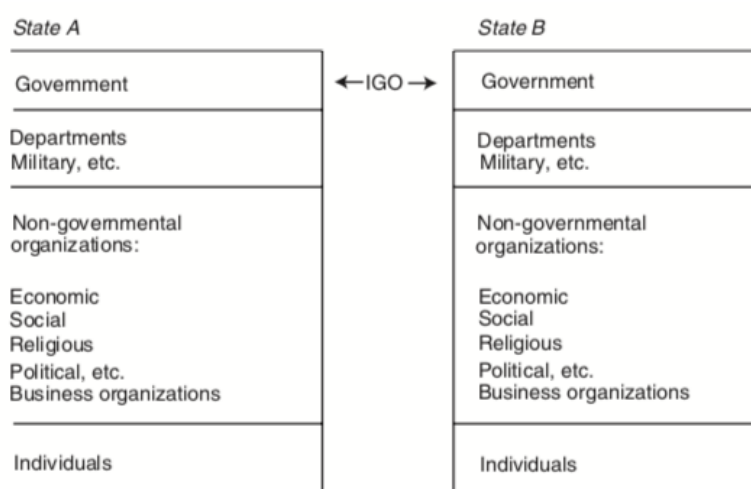 State A
Government
Departments
Military, etc.
Non-governmental
organizations:
Economic
Social
Religious
Political, etc.
Business organizations
Individuals
←IGO→
State B
Government
Departments
Military, etc.
Non-governmental
organizations:
Economic
Social
Religious
Political, etc.
Business organizations
Individuals